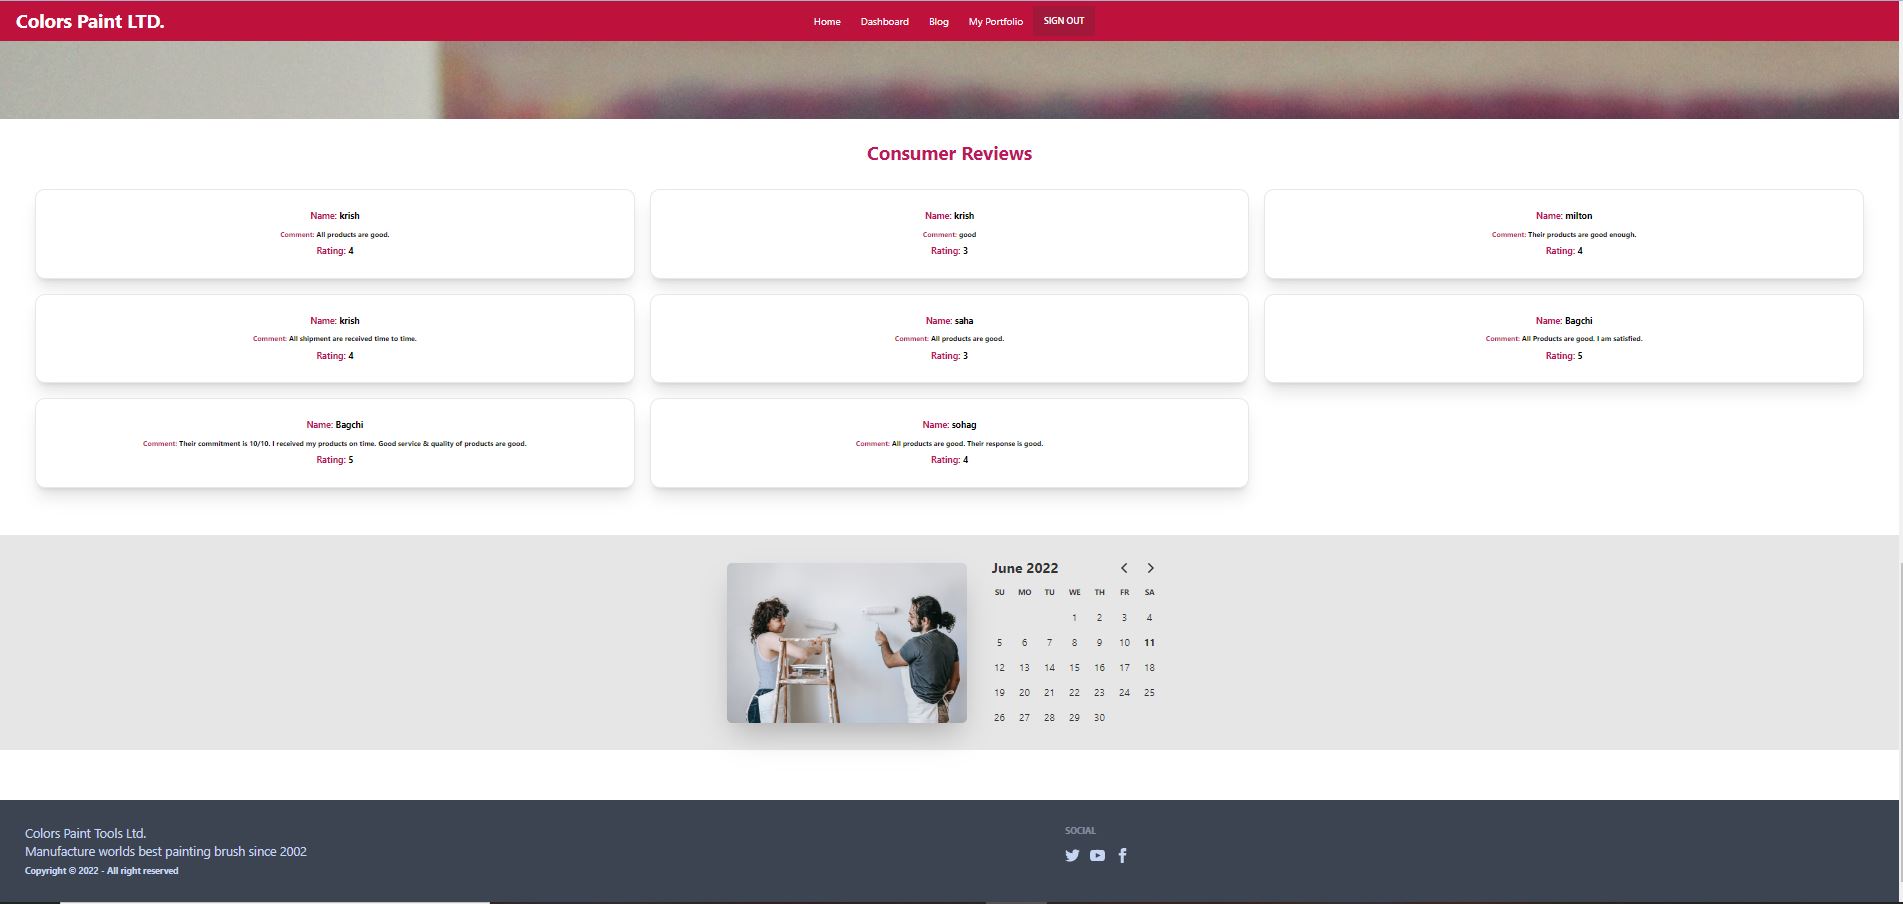 Colors Paint LTD.
Home Dashboard Blog My Portfolio SIGN OUT
Consumer Reviews
Name: krish
Comment: All products are good.
Rating: 4
Name: krish
Comment: good
Rating: 3
Name: milton
Comment: Their products are good enough.
Rating: 4
Name: krish
Comment: All shipment are received time to time.
Rating: 4
Name: saha
Comment: All products are good.
Rating: 3
Name: Bagchi
Comment: All Products are good. I am satisfied.
Rating: 5
Name: Bagchi
Comment: Their commitment is 10/10. I received my products on time. Good service & quality of products are good.
Rating: 5
Name: sohag
Comment: All products are good. Their response is good.
Rating: 4
June 2022
SU MO TU WE TH FR SA
1 2 3 4
5 6 7 8 9 10 11
12 13 14 15 16 17 18
19 20 21 22 23 24 25
26 27 28 29 30
Colors Paint Tools Ltd.
Manufacture worlds best painting brush since 2002
Copyright © 2022 - All right reserved
SOCIAL